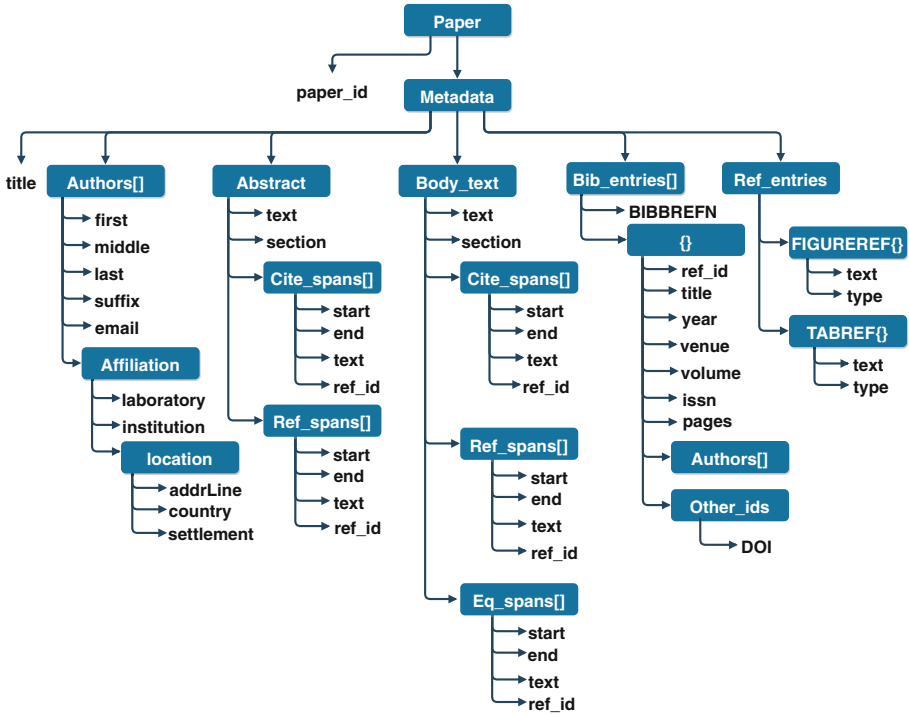 Paper
paper_id
Metadada
title
Authors[]
first
middle
last
suffix
email
Affiliation
laboratory
institution
location
addrLine
country
settlement
Abstract
text
section
Cite_spans[]
start
end
text
ref_id
Ref_spans[]
start
end
text
ref_id
Body_text
text
section
Cite_spans[]
start
end
text
ref_id
Ref_spans[]
start
end
text
ref_id
Eq_spans[]
start
end
text
ref_id
Bib_entries[]
BIBBREFN
{}
ref_id
title
year
venue
volume
issn
pages
Authors[]
Other_ids
DOI
Ref_entries
FIGUREREF{}
text
type
TABREF{}
text
type